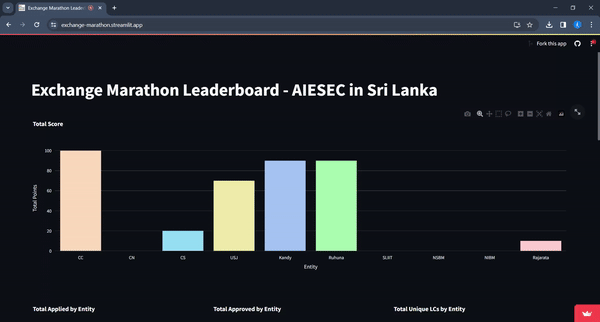 Exchange Marathon Leader
exchange-marathon.streamlit.app
Fork this app
Exchange Marathon Leaderboard - AIESEC in Sri Lanka
Total Score
Total Points
100
80
60
40
20
0
CC CN CS USJ Kandy Ruhuna SLIIT NSBM NIBM Rajarata
Entity
Total Applied by Entity Total Approved by Entity Total Unique LCs by Entity